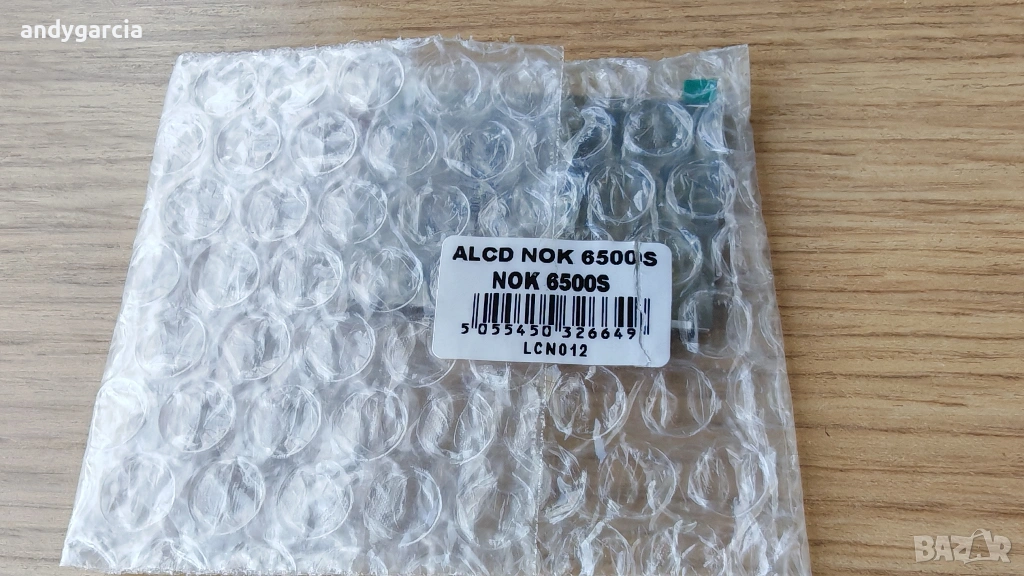 andygarcia
ALCD NOK 6500S
NOK 6500S
5 055450 326649
LCN012
BAZAR